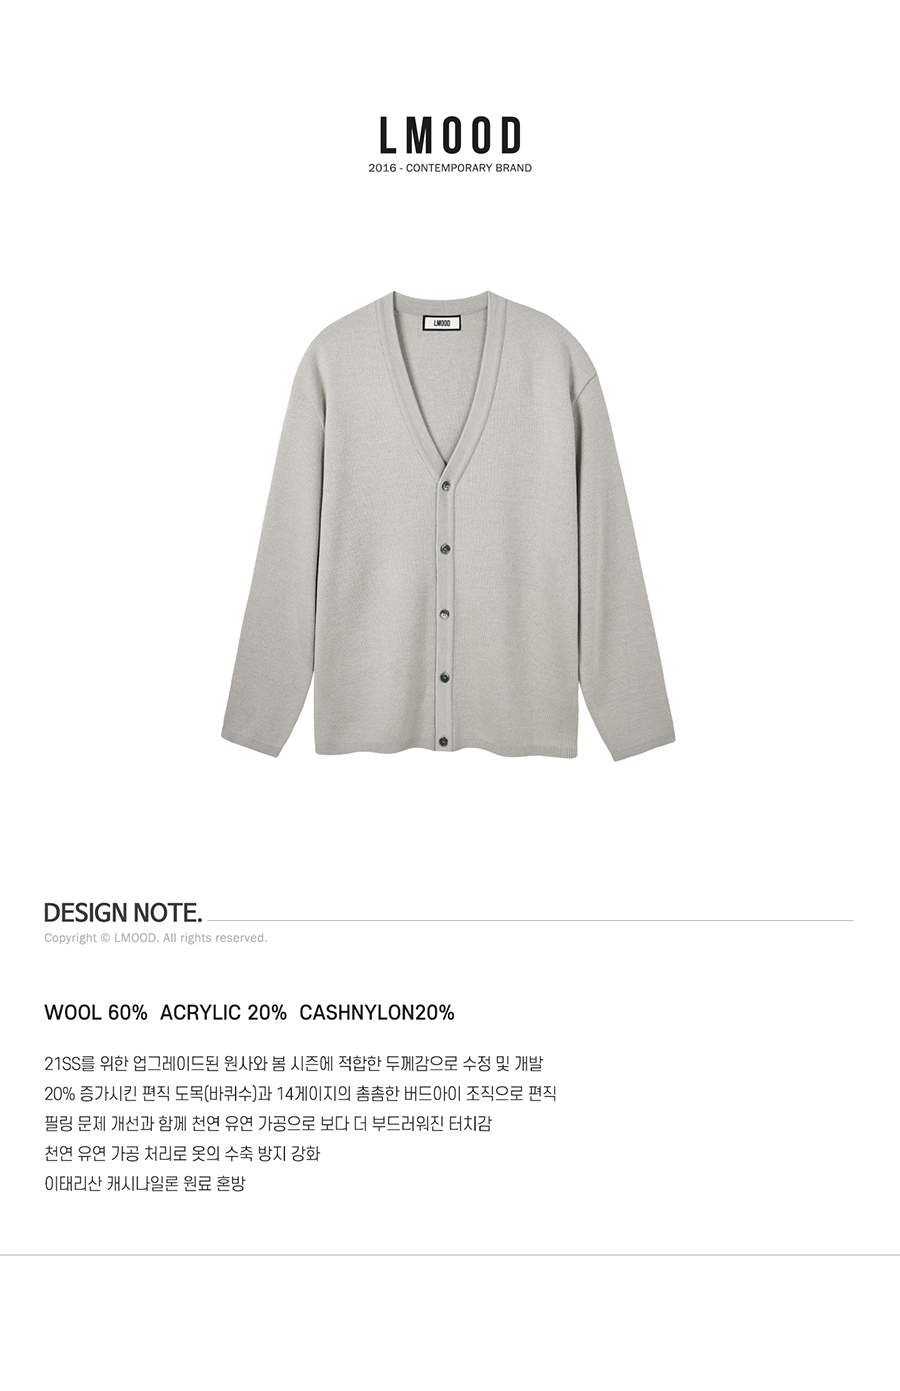 LMOOD
2016 - CONTEMPORARY BRAND
LMOOD
DESIGN NOTE.
Copyright © LMOOD. All rights reserved.
WOOL 60% ACRYLIC 20% CASHNYLON20%
21SS를 위한 업그레이드된 원사와 봄 시즌에 적합한 두께감으로 수정 및 개발
20% 증가시킨 편직 도목(바퀴수)과 14게이지의 촘촘한 버드아이 조직으로 편직
필링 문제 개선과 함께 천연 유연 가공으로 보다 더 부드러워진 터치감
천연 유연 가공 처리로 옷의 수축 방지 강화
이태리산 캐시나일론 원료 혼방